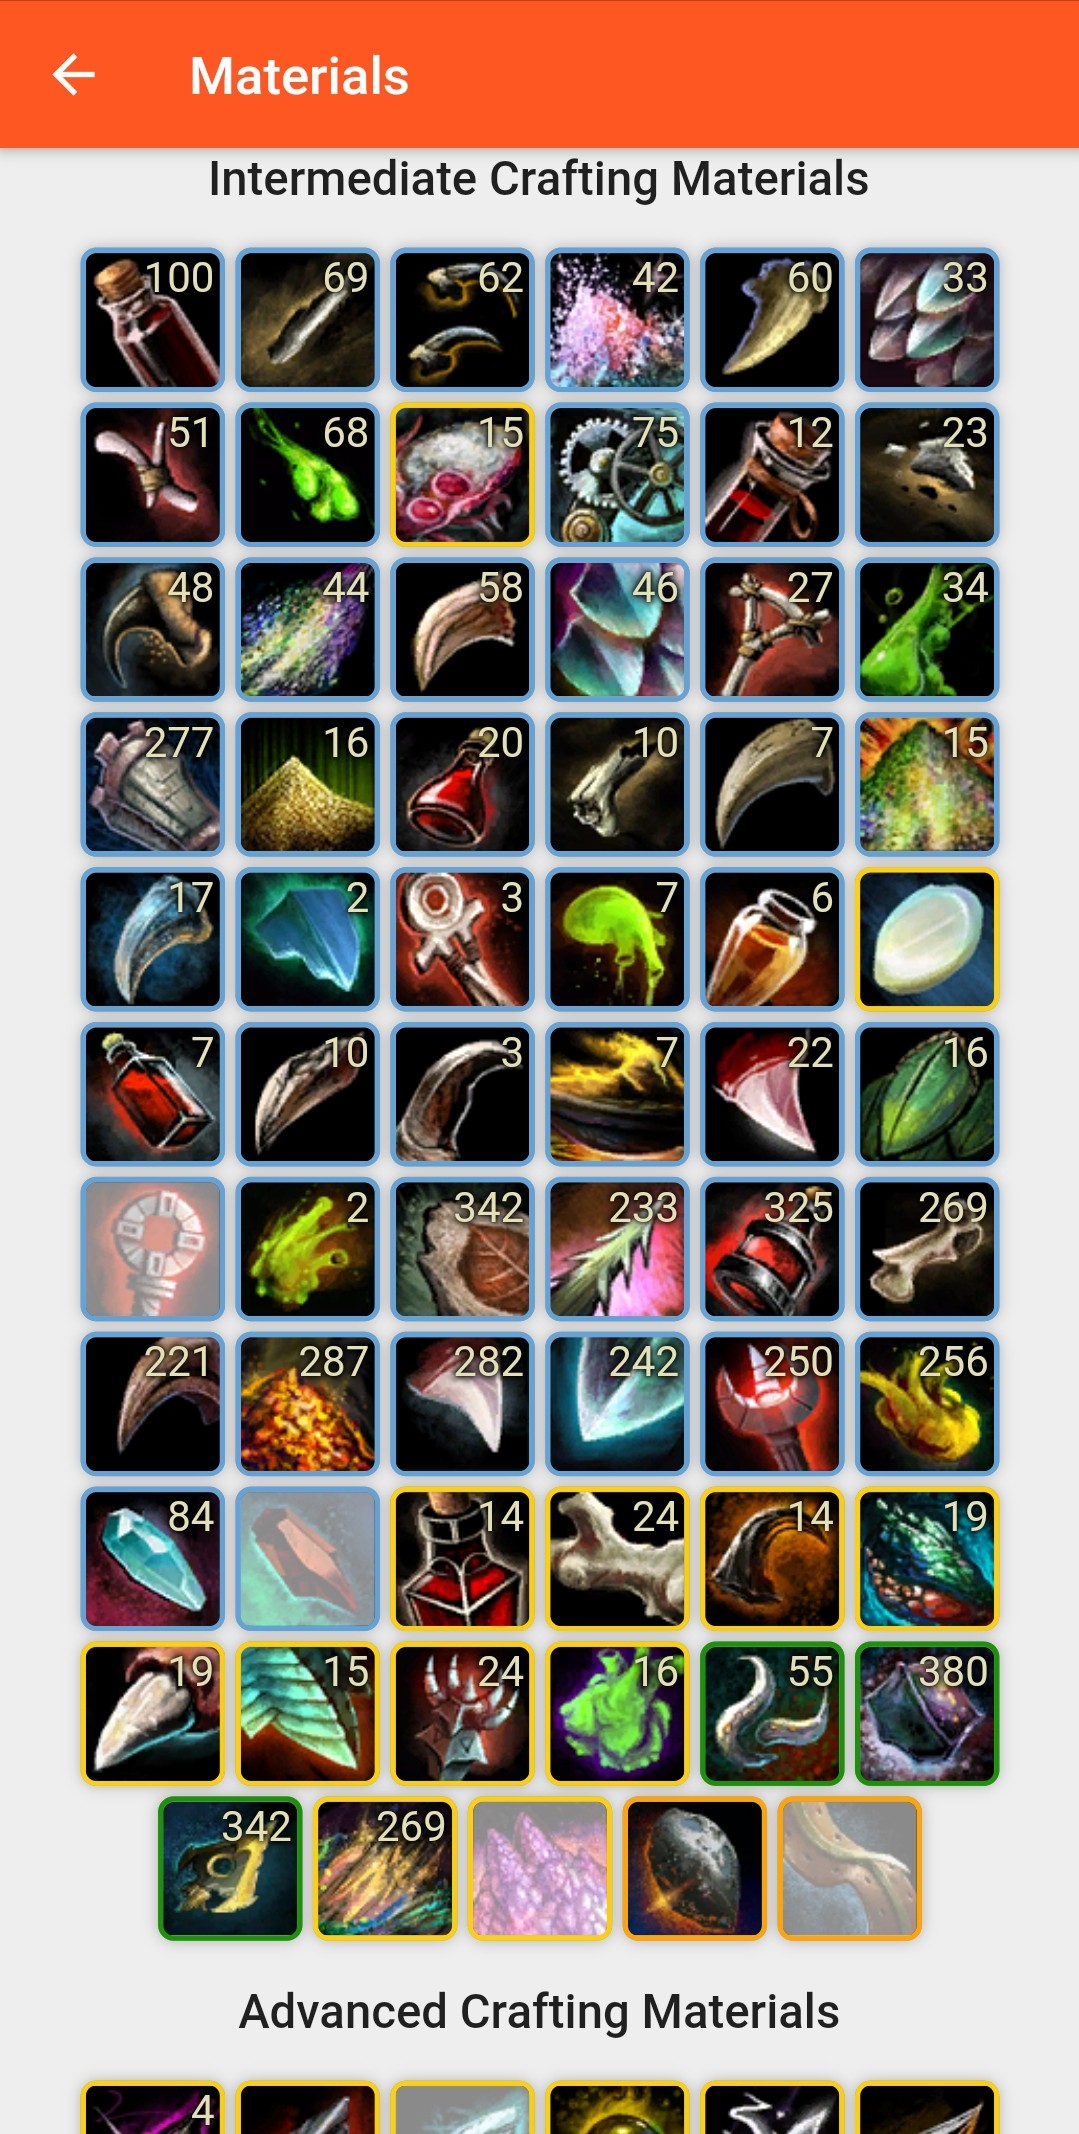 Materials
Intermediate Crafting Materials
100 69 62 42 60 33
51 68 15 75 12 23
48 44 58 46 27 34
277 16 20 10 7 15
17 2 3 7 6
7 10 3 7 22 16
2 342 233 325 269
221 287 282 242 250 256
84 14 24 14 19
19 15 24 16 55 380
342 269
Advanced Crafting Materials
4